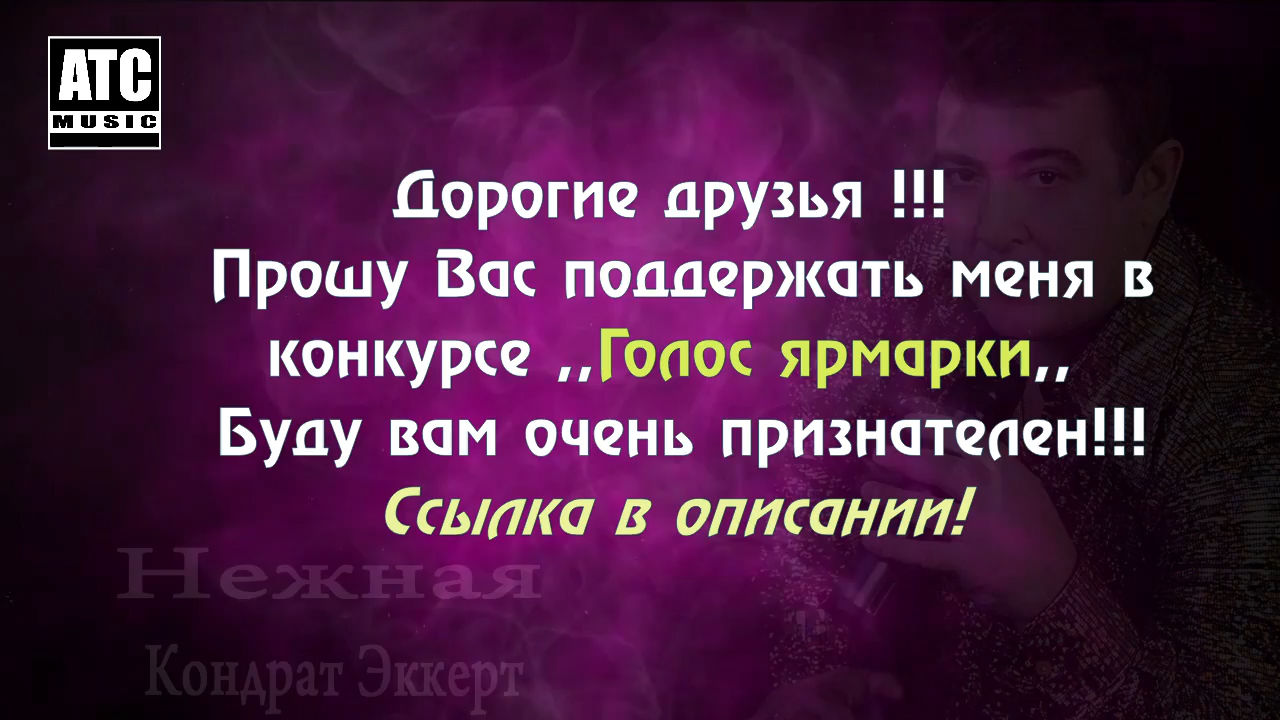 ATC
MUSIC
Дорогие друзья !!!
Прошу Вас поддержать меня в
конкурсе ,,Голос ярмарки,,
Буду вам очень признателен!!!
Ссылка в описании!
Нежная
Кондрат Эккерт